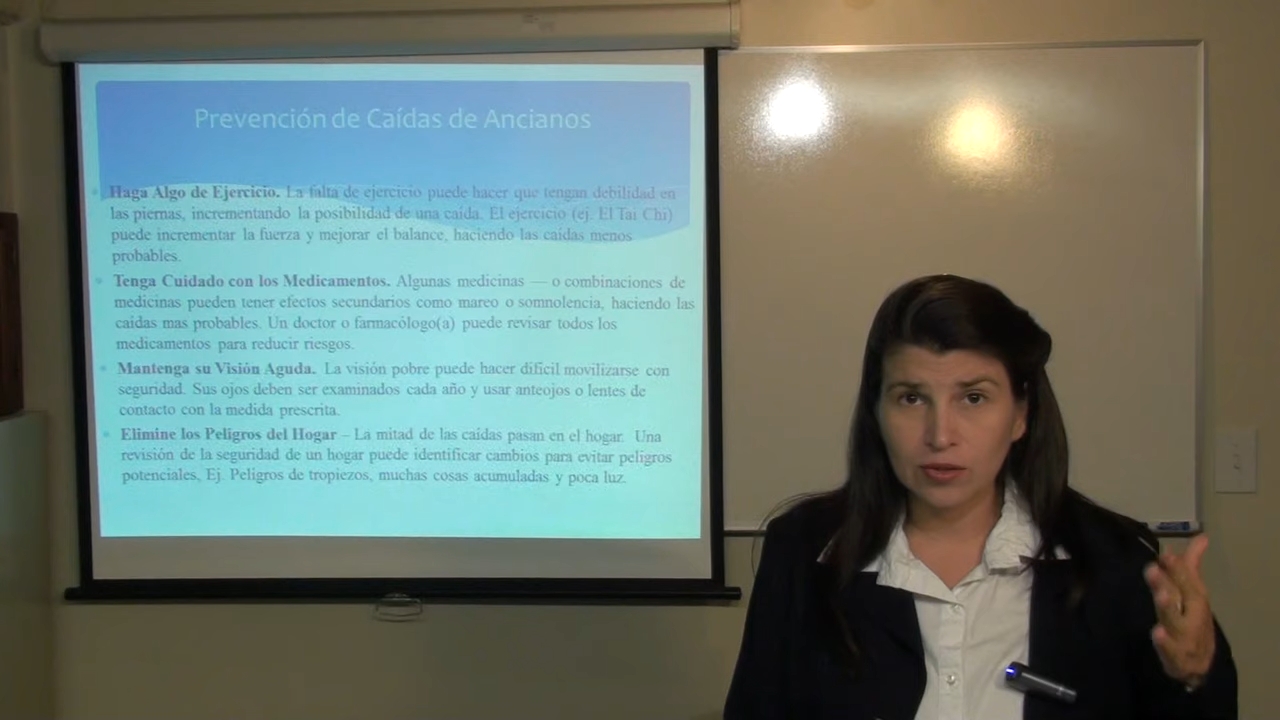 Prevención de Caídas de Ancianos
Haga Algo de Ejercicio. La falta de ejercicio puede hacer que tengan debilidad en
las piernas, incrementando la posibilidad de una caída. El ejercicio (ej. El Tai Chi)
puede incrementar la fuerza y mejorar el balance, haciendo las caídas menos
probables.
Tenga Cuidado con los Medicamentos. Algunas medicinas — o combinaciones de
medicinas pueden tener efectos secundarios como mareo o somnolencia, haciendo las
caídas mas probables. Un doctor o farmacólogo(a) puede revisar todos los
medicamentos para reducir riesgos.
Mantenga su Visión Aguda. La visión pobre puede hacer difícil movilizarse con
seguridad. Sus ojos deben ser examinados cada año y usar anteojos o lentes de
contacto con la medida prescrita.
Elimine los Peligros del Hogar – La mitad de las caídas pasan en el hogar. Una
revisión de la seguridad de un hogar puede identificar cambios para evitar peligros
potenciales, Ej. Peligros de tropiezos, muchas cosas acumuladas y poca luz.